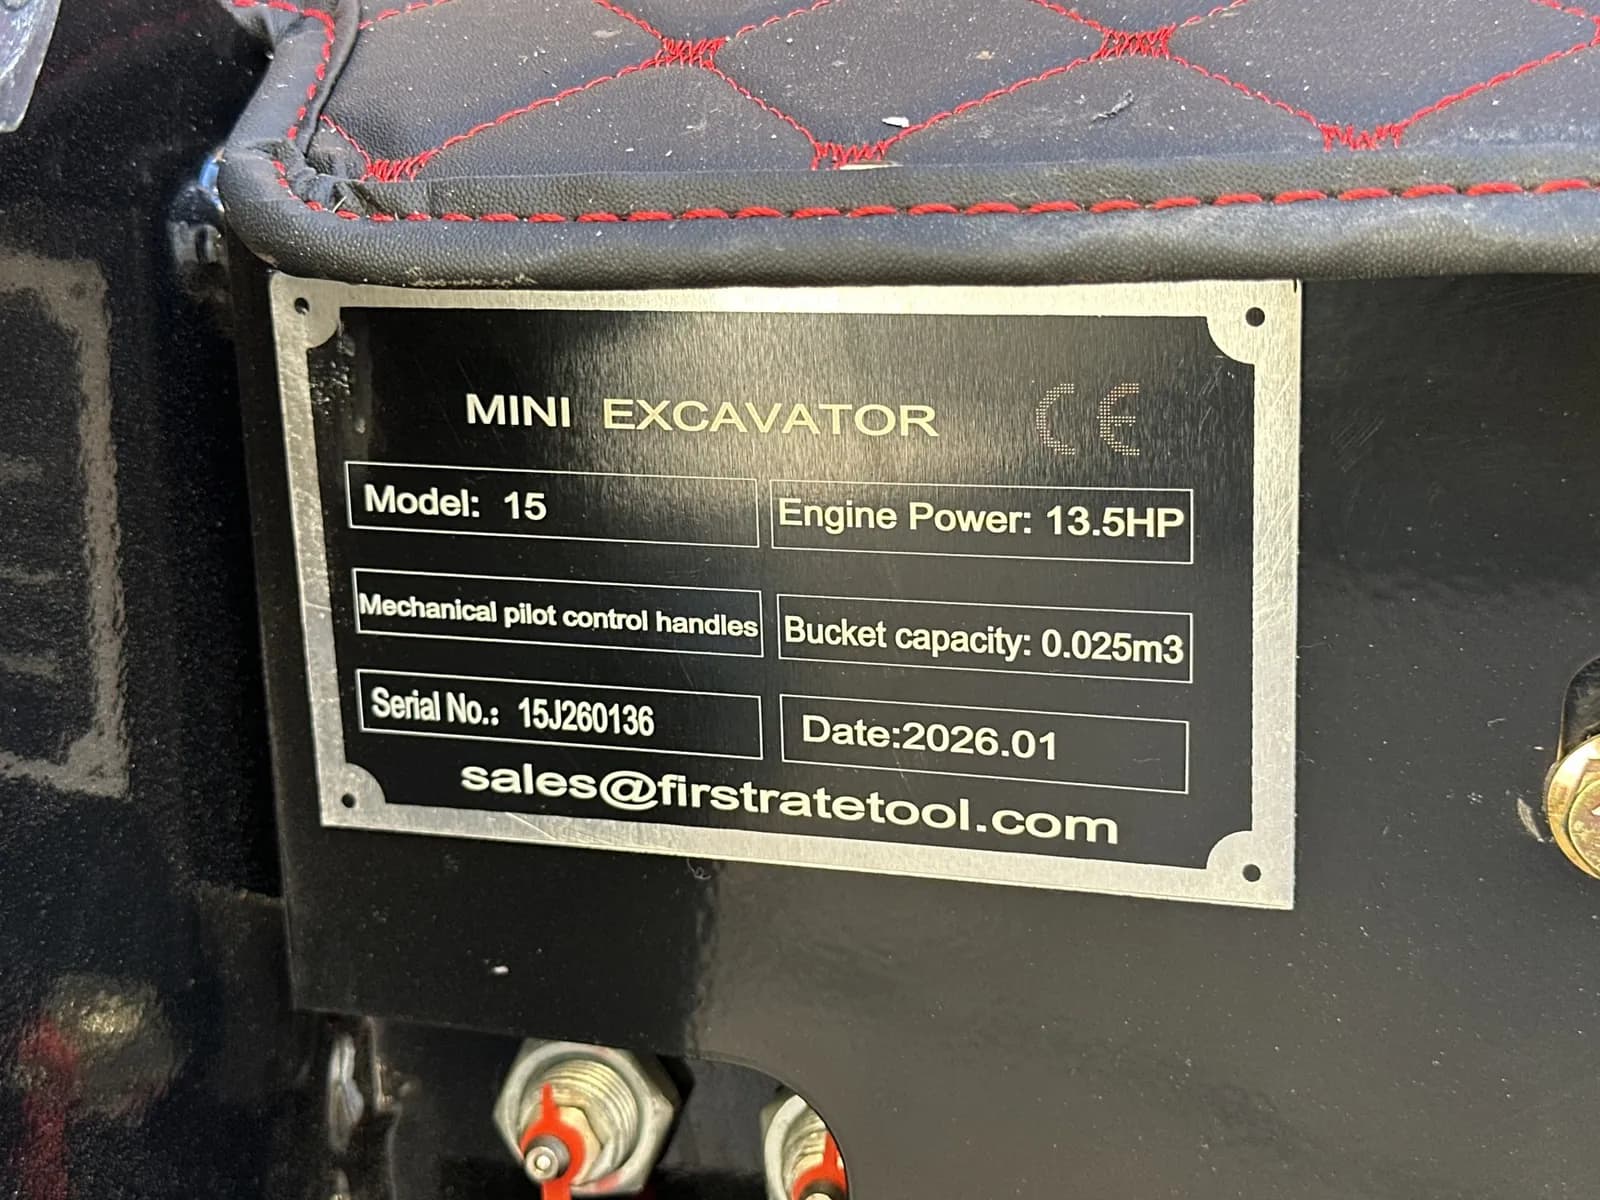 MINI EXCAVATOR CE
Model: 15
Engine Power: 13.5HP
Mechanical pilot control handles
Bucket capacity: 0.025m3
Serial No.: 15J260136
Date:2026.01
sales@firstratetool.com